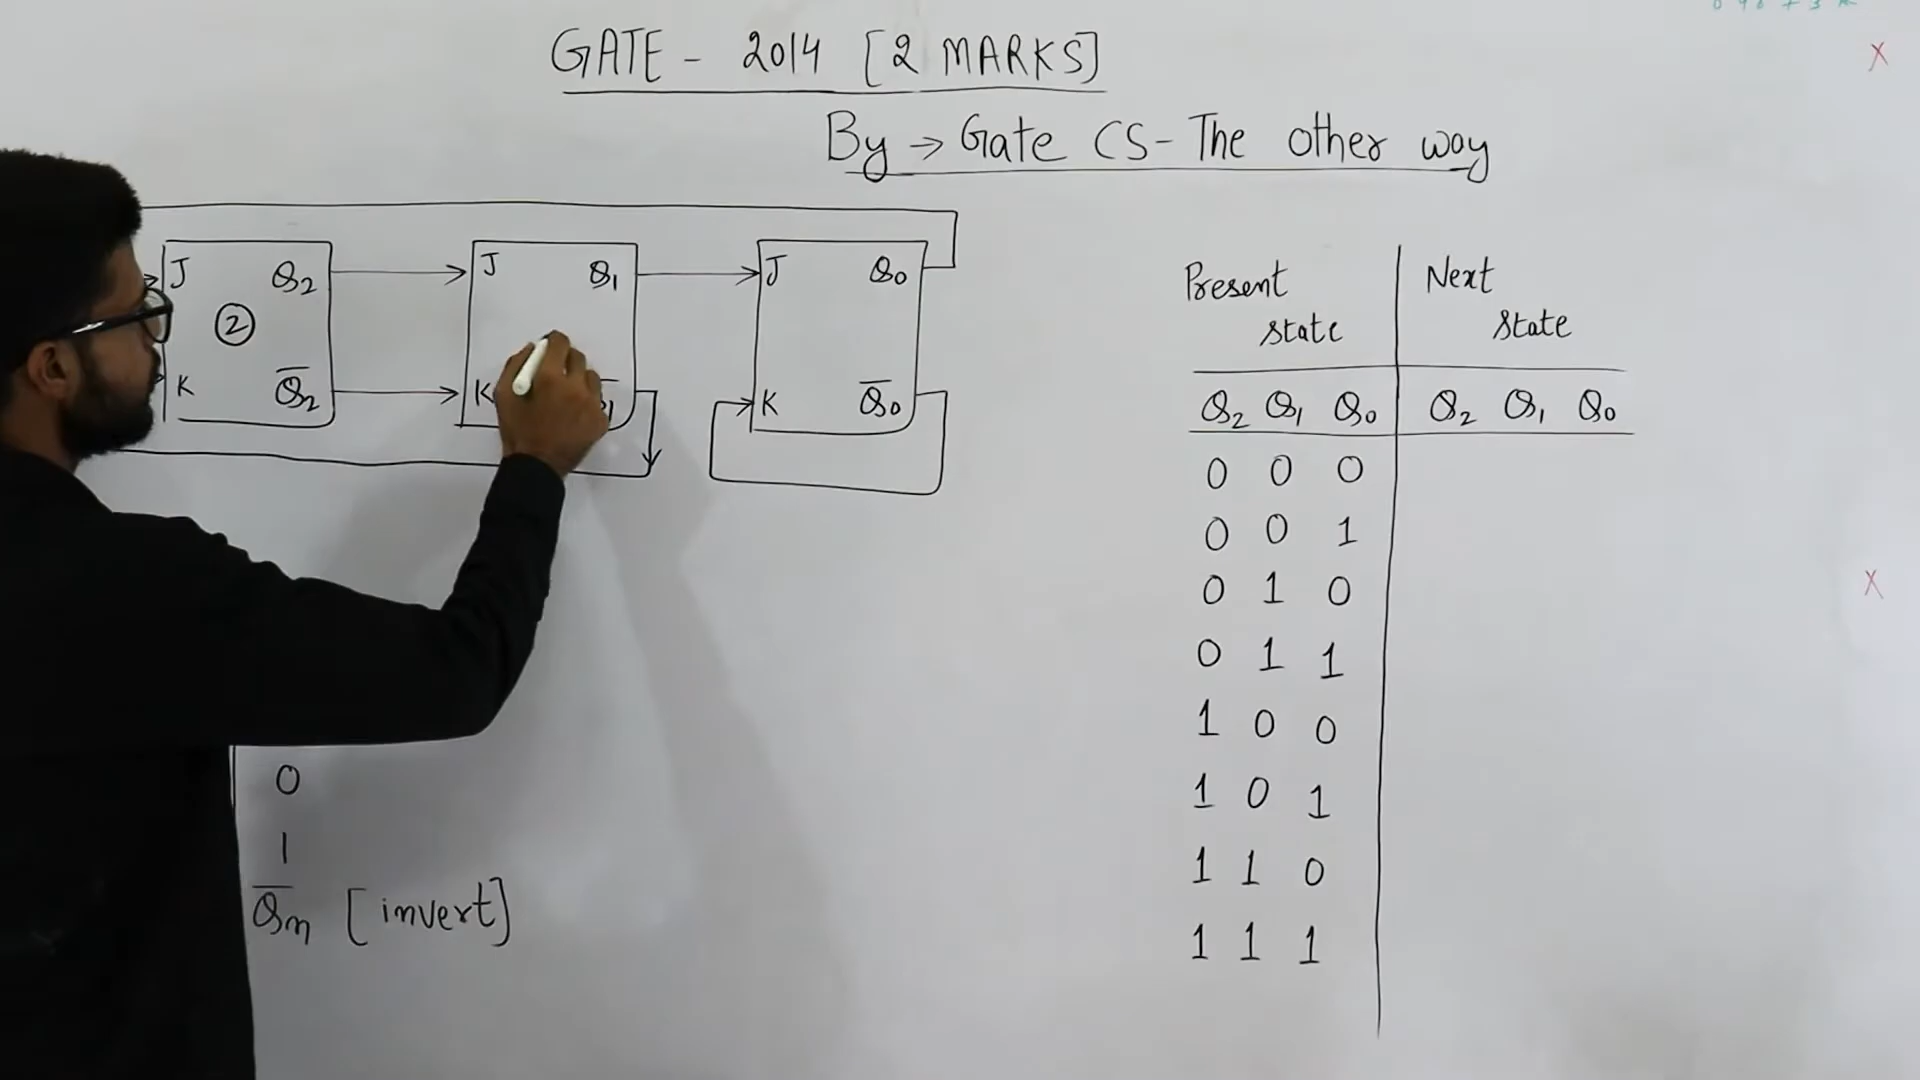 GATE - 2014 [2 MARKS]
By → Gate CS - The other way
J Q2 J Q1 J Q0
2
K Q̅2 K K Q̅0
Present state Next state
Q2 Q1 Q0 Q2 Q1 Q0
0 0 0
0 0 1
0 1 0
0 1 1
1 0 0
1 0 1
1 1 0
1 1 1
0
1
Q̅n [invert]
X
X